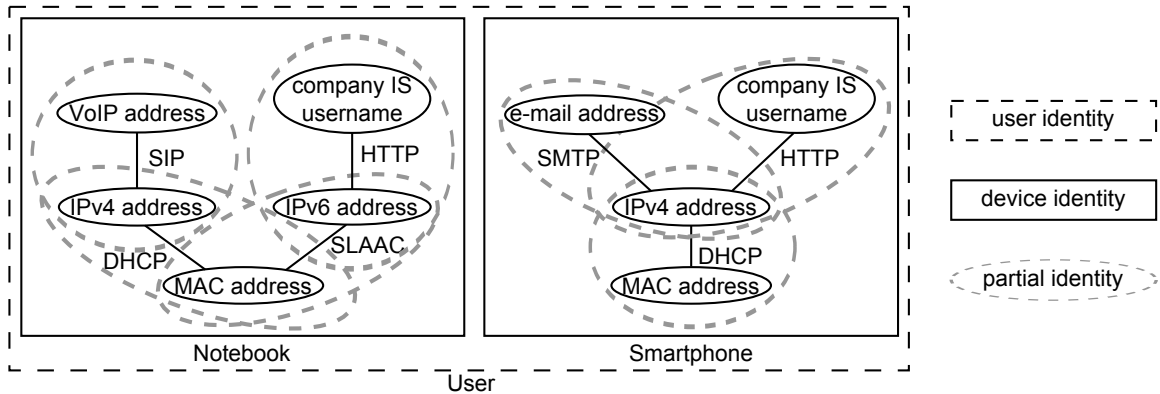 VoIP address
company IS
username
SIP
HTTP
IPv4 address
IPv6 address
DHCP
SLAAC
MAC address
Notebook
e-mail address
company IS
username
SMTP
HTTP
IPv4 address
DHCP
MAC address
Smartphone
User
user identity
device identity
partial identity